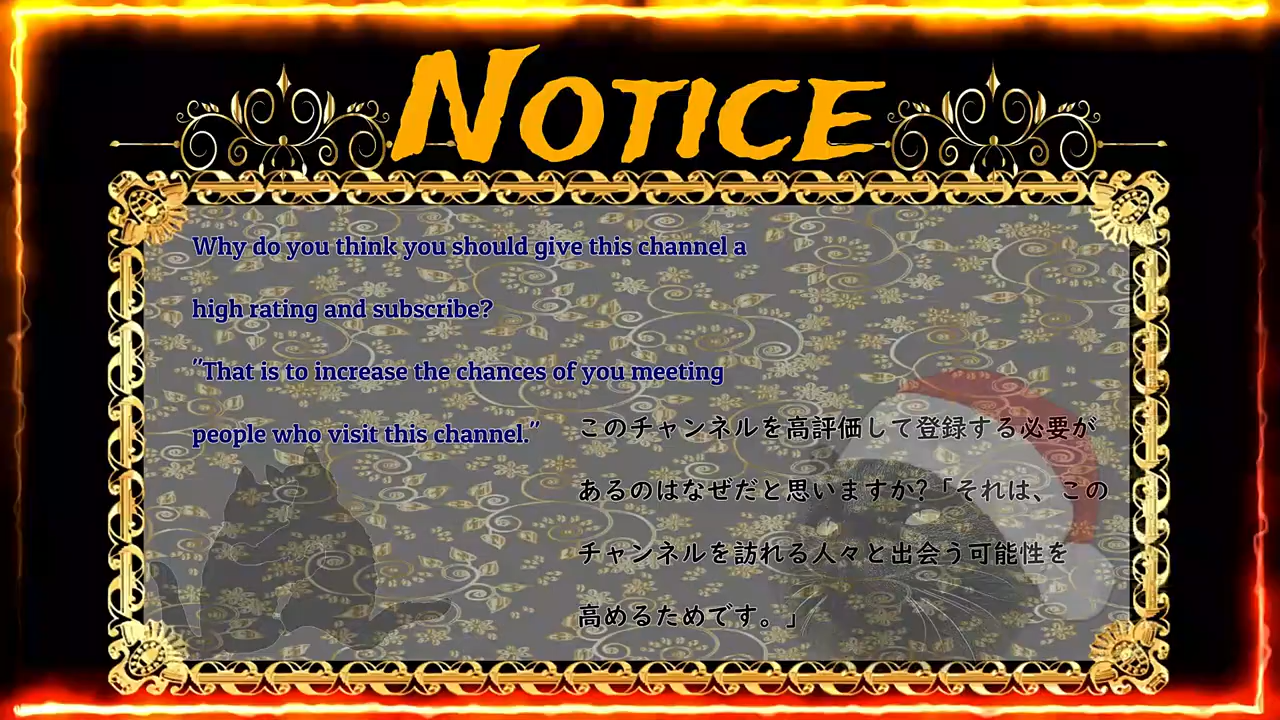 NOTICE
Why do you think you should give this channel a
high rating and subscribe?
"That is to increase the chances of you meeting
people who visit this channel."
このチャンネルを高評価して登録する必要が
あるのはなぜだと思いますか?「それは、この
チャンネルを訪れる人々と出会う可能性を
高めるためです。」